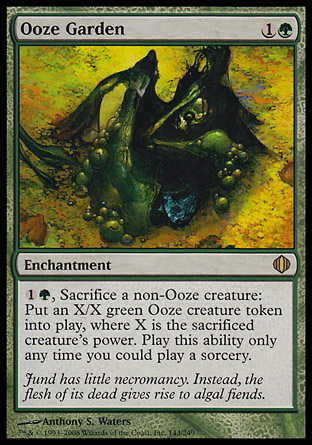 Ooze Garden 1
Enchantment
1, Sacrifice a non-Ooze creature:
Put an X/X green Ooze creature token
into play, where X is the sacrificed
creature's power. Play this ability only
any time you could play a sorcery.
Jund has little necromancy. Instead, the
flesh of its dead gives rise to algal fiends.
Anthony S. Waters
™ & © 1993–2008 Wizards of the Coast, Inc. 143/249